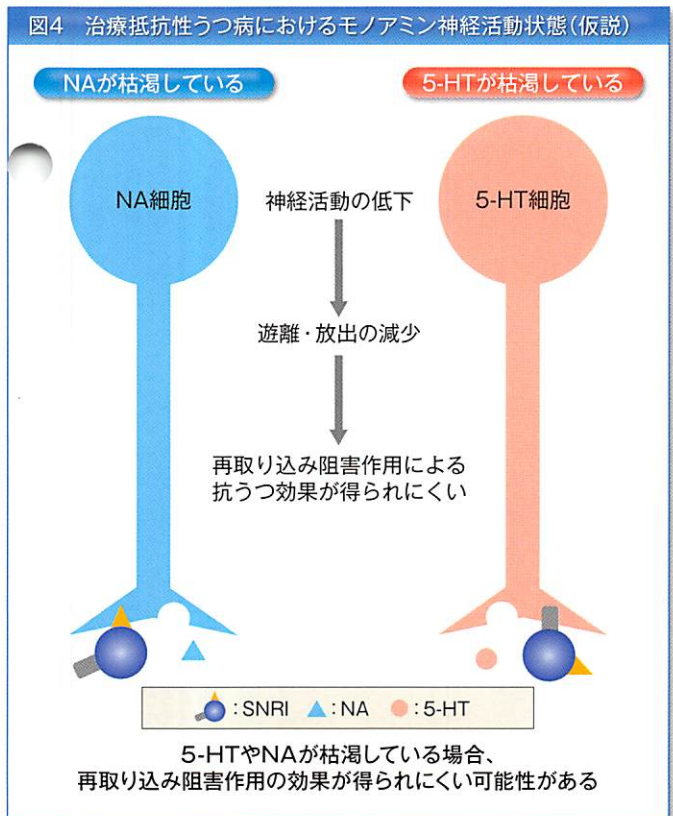 図4 治療抵抗性うつ病におけるモノアミン神経活動状態(仮説)
NAが枯渇している
5-HTが枯渇している
NA細胞
神経活動の低下
5-HT細胞
遊離・放出の減少
再取り込み阻害作用による
抗うつ効果が得られにくい
:SNRI :NA :5-HT
5-HTやNAが枯渇している場合、
再取り込み阻害作用の効果が得られにくい可能性がある